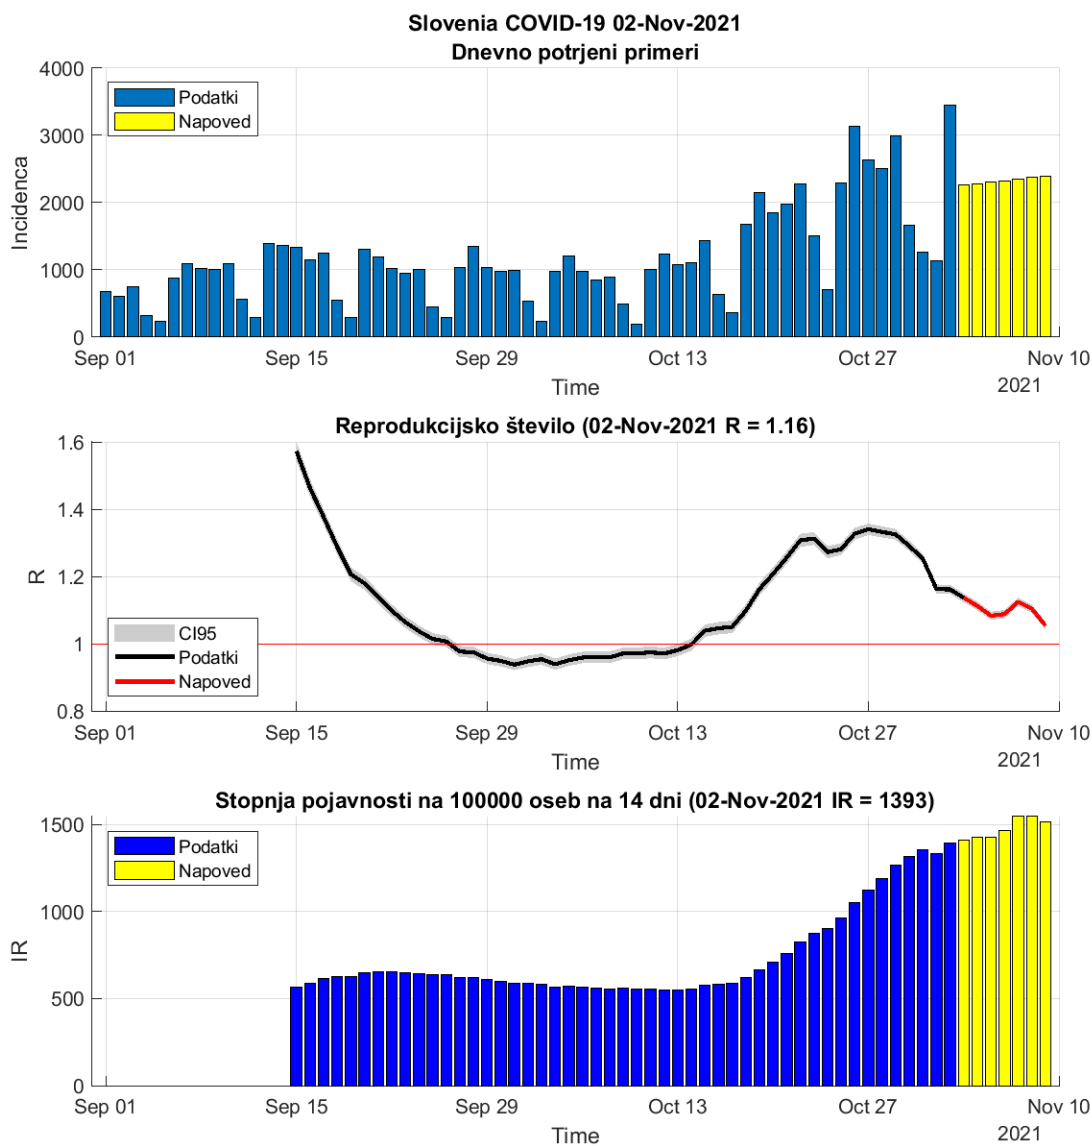 Slovenia COVID-19 02-Nov-2021
Dnevno potrjeni primeri
4000
3000
2000
1000
0
Incidenca
Podatki
Napoved
Sep 01 Sep 15 Sep 29 Oct 13 Oct 27 Nov 10
Time
2021
Reprodukcijsko število (02-Nov-2021 R = 1.16)
1.6
1.4
1.2
1
0.8
R
CI95
Podatki
Napoved
Sep 01 Sep 15 Sep 29 Oct 13 Oct 27 Nov 10
Time
2021
Stopnja pojavnosti na 100000 oseb na 14 dni (02-Nov-2021 IR = 1393)
1500
1000
500
0
IR
Podatki
Napoved
Sep 01 Sep 15 Sep 29 Oct 13 Oct 27 Nov 10
Time
2021